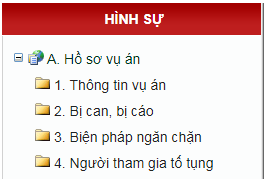 HÌNH SỰ
A. Hồ sơ vụ án
1. Thông tin vụ án
2. Bị can, bị cáo
3. Biện pháp ngăn chặn
4. Người tham gia tố tụng